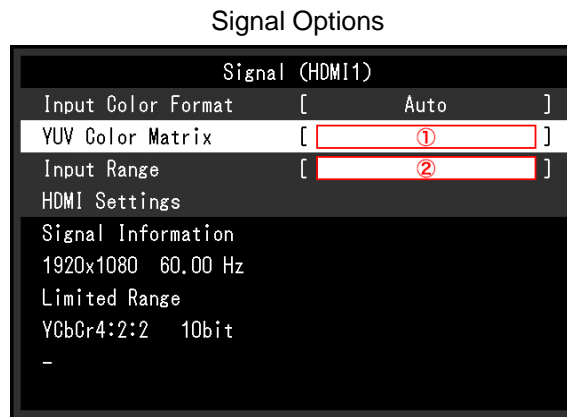 Signal Options
Signal (HDMI1)
Input Color Format [ Auto ]
YUV Color Matrix [ ① ]
Input Range [ ② ]
HDMI Settings
Signal Information
1920x1080 60.00 Hz
Limited Range
YCbCr4:2:2 10bit
-